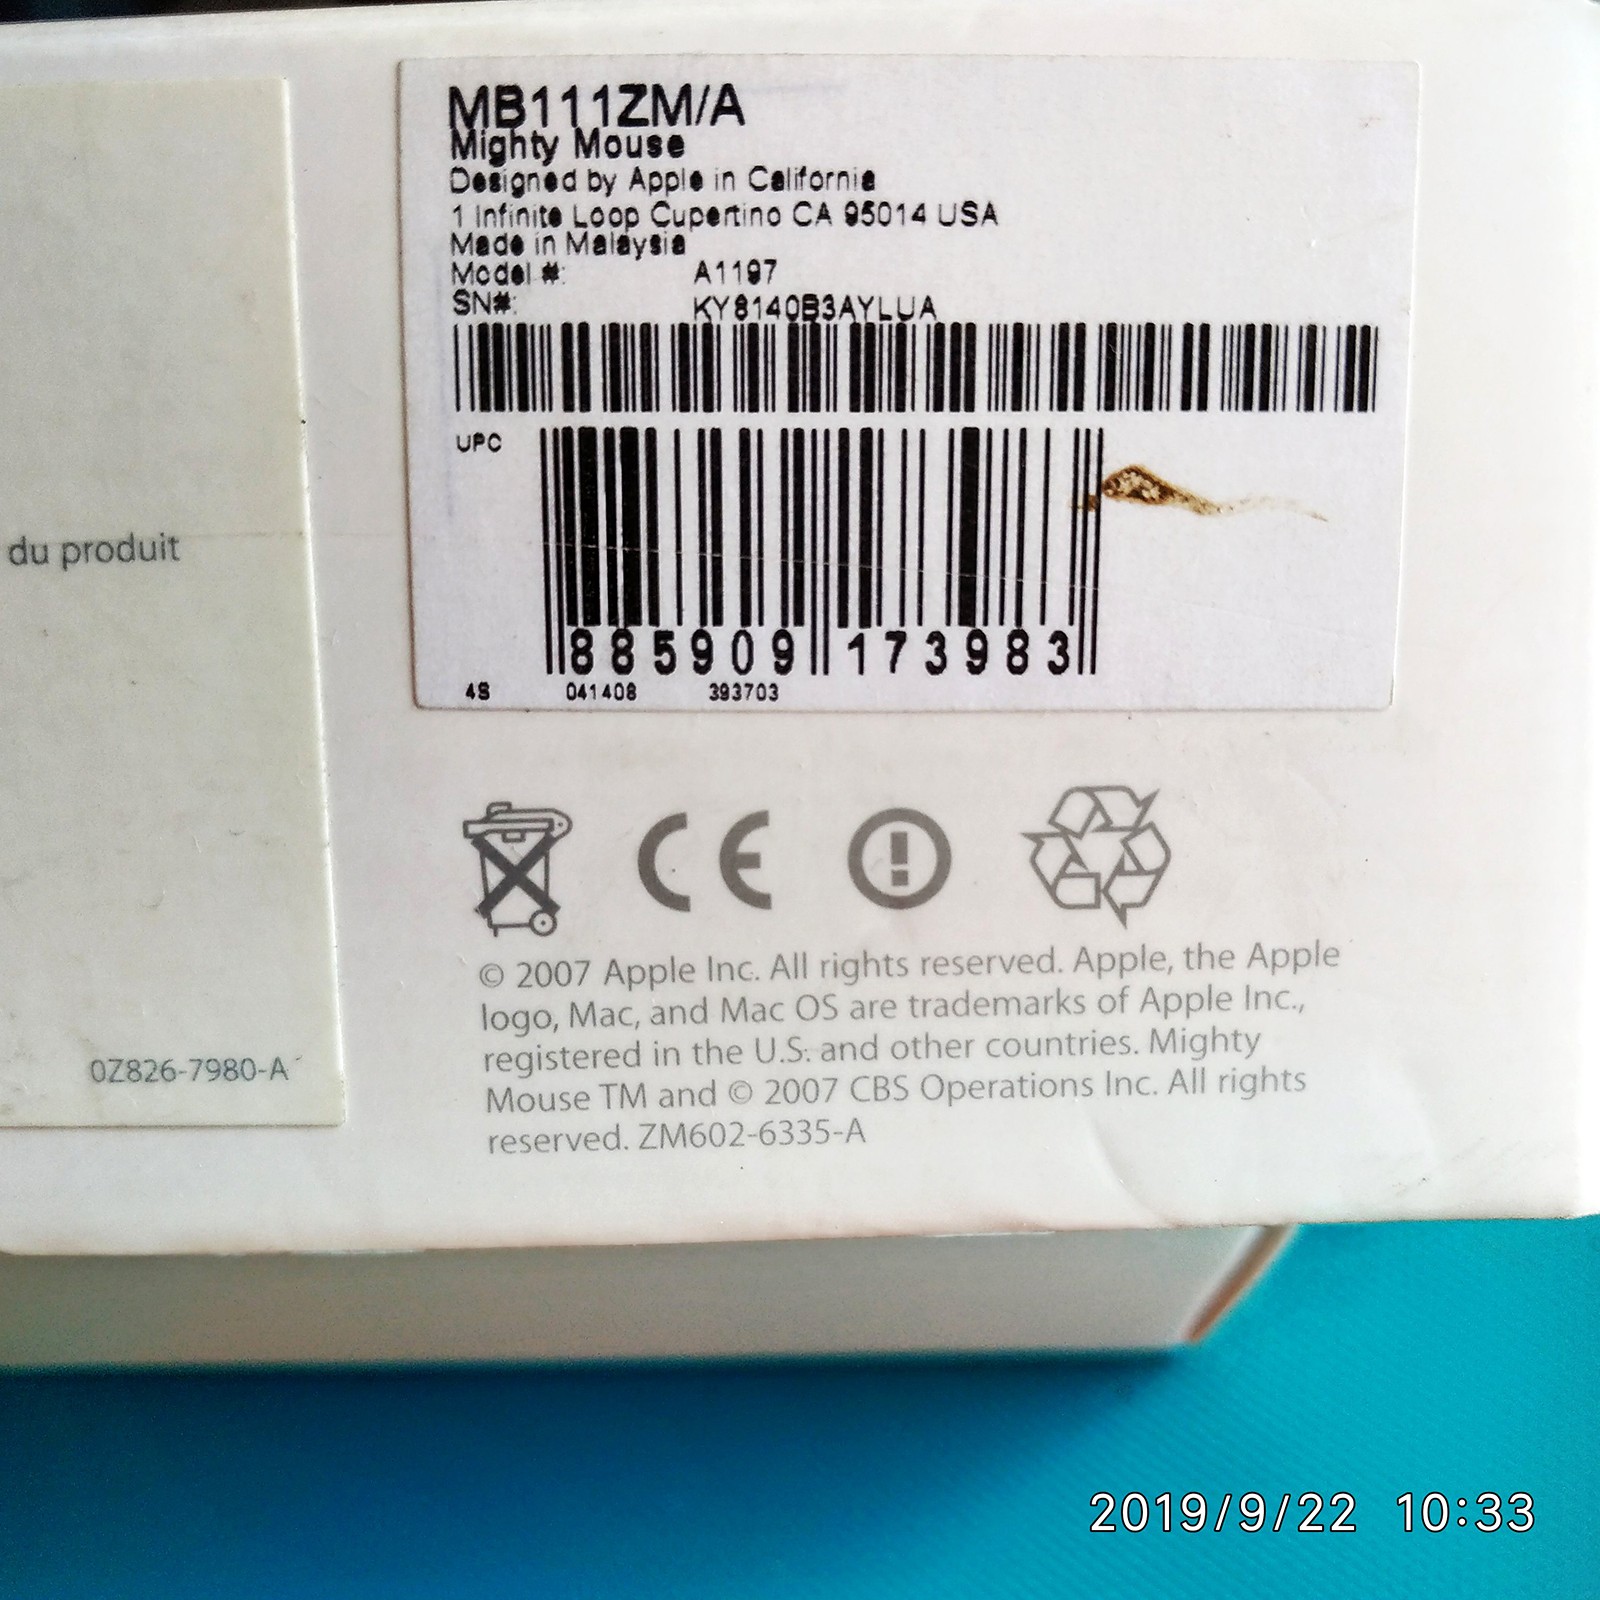 MB111ZM/A
Mighty Mouse
Designed by Apple in California
1 Infinite Loop Cupertino CA 95014 USA
Made in Malaysia
Model #: A1197
SN#: KY8140B3AYLUA
UPC
885909 173983
4S 041408 393703
du produit
0Z826-7980-A
CE
© 2007 Apple Inc. All rights reserved. Apple, the Apple
logo, Mac, and Mac OS are trademarks of Apple Inc.,
registered in the U.S. and other countries. Mighty
Mouse TM and © 2007 CBS Operations Inc. All rights
reserved. ZM602-6335-A
2019/9/22 10:33